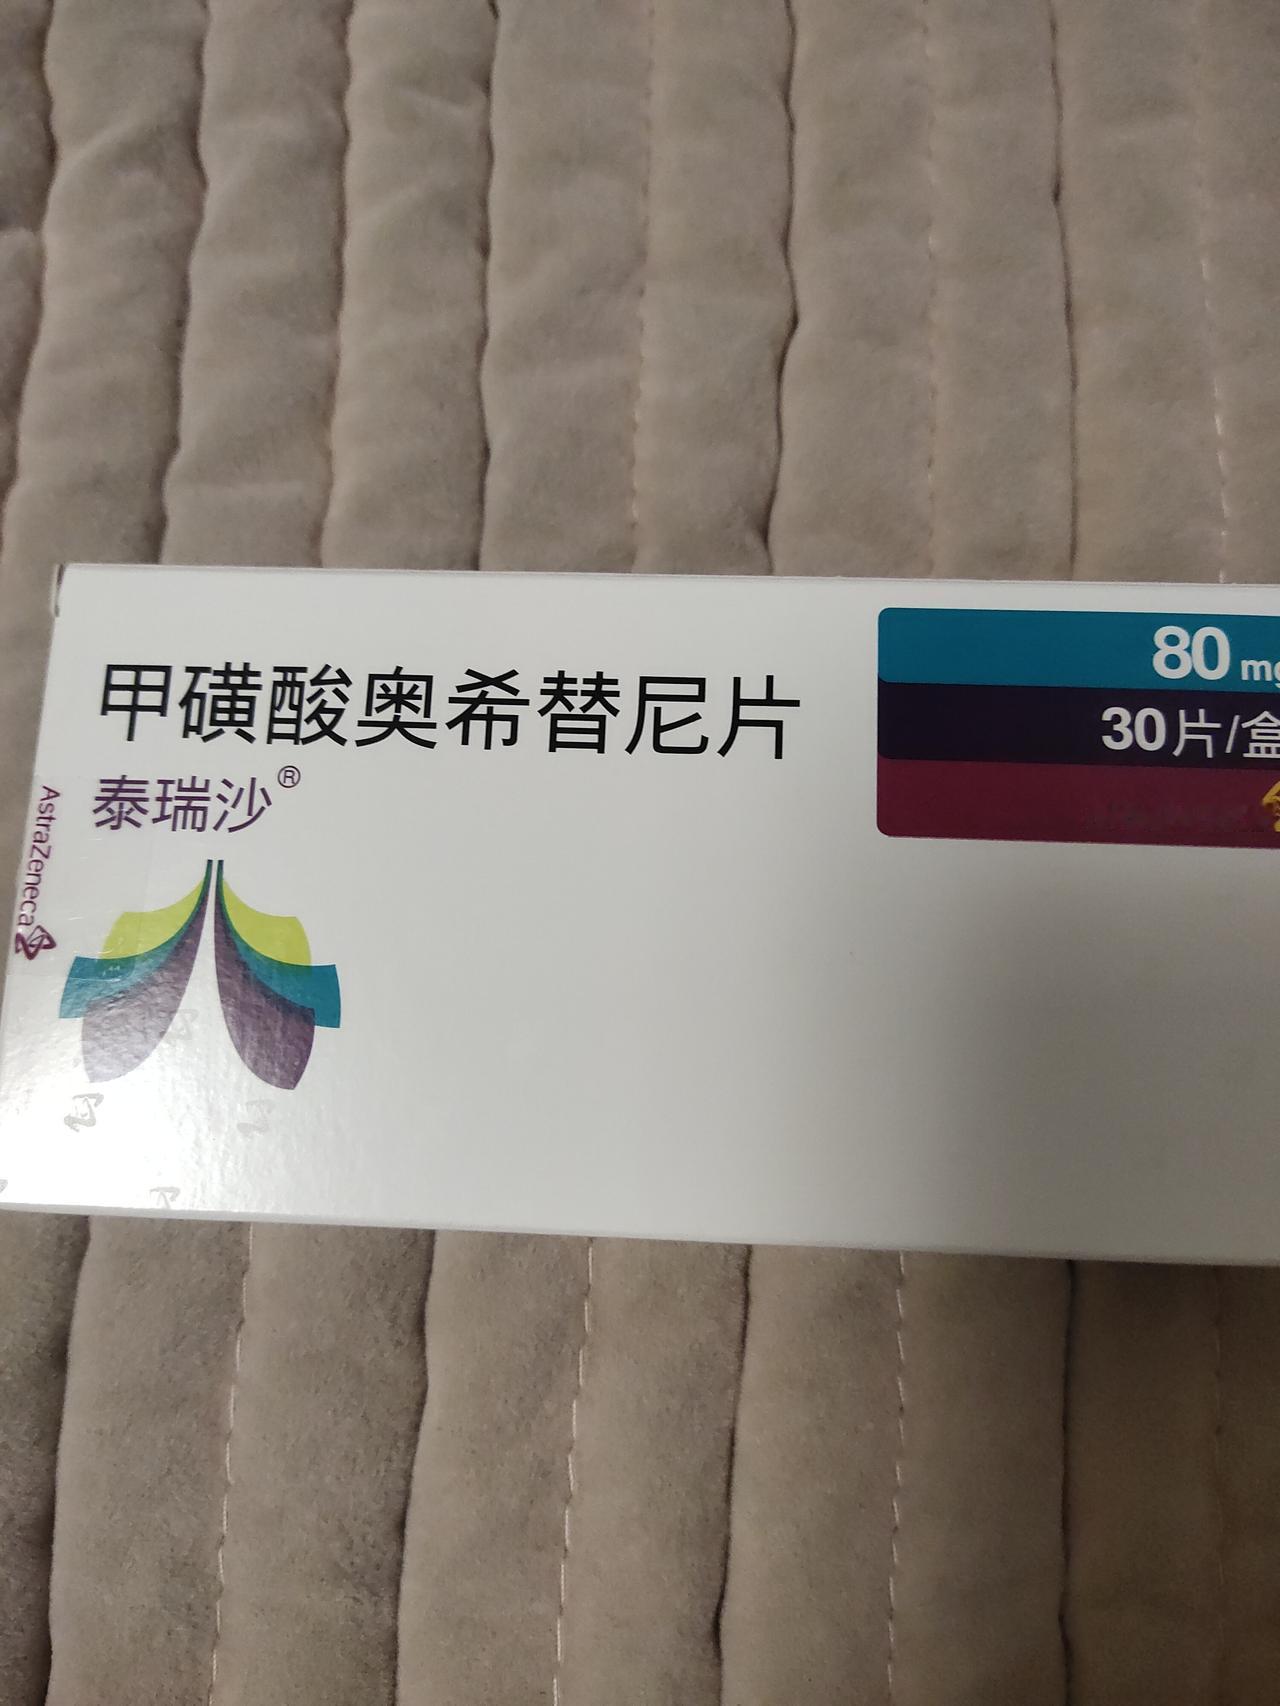 甲磺酸奥希替尼片
泰瑞沙®
AstraZeneca
80 mg
30片/盒